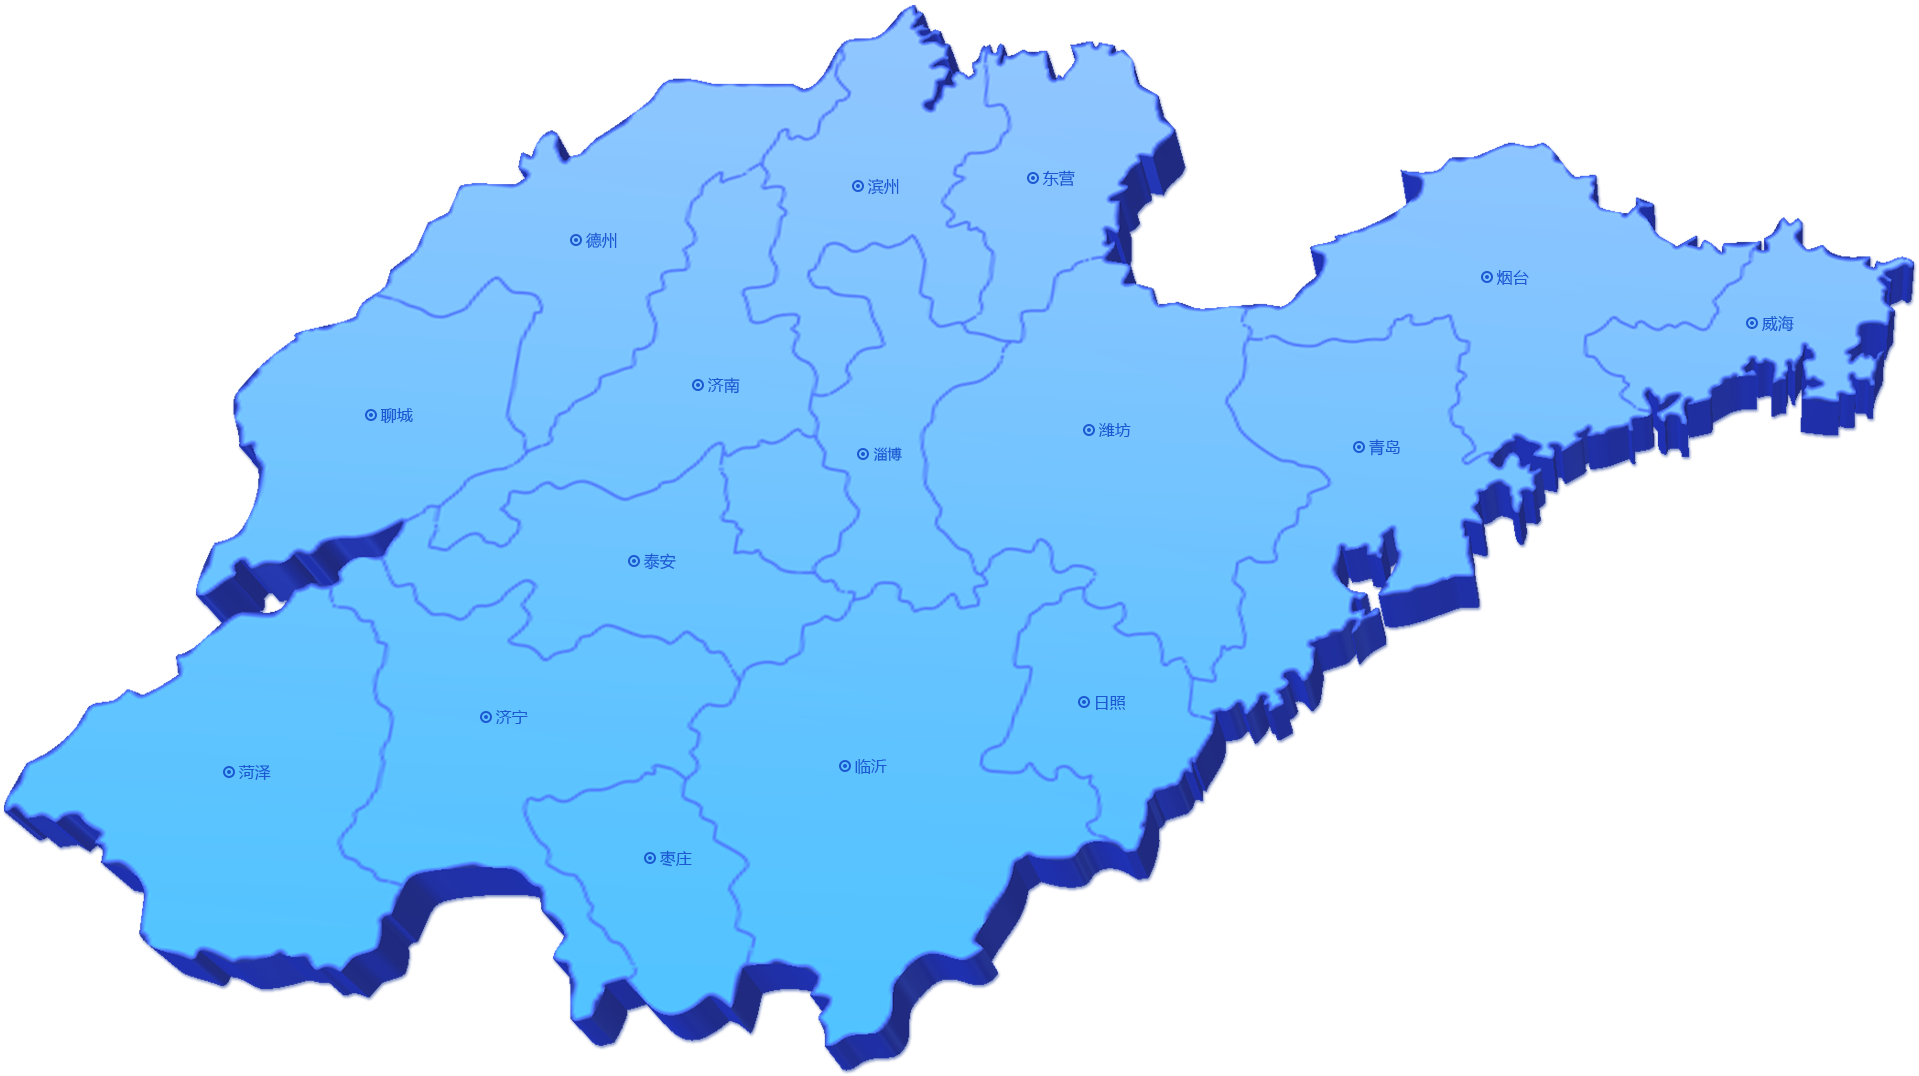 东营
滨州
德州
烟台
威海
济南
聊城
潍坊
青岛
淄博
泰安
日照
济宁
临沂
菏泽
枣庄